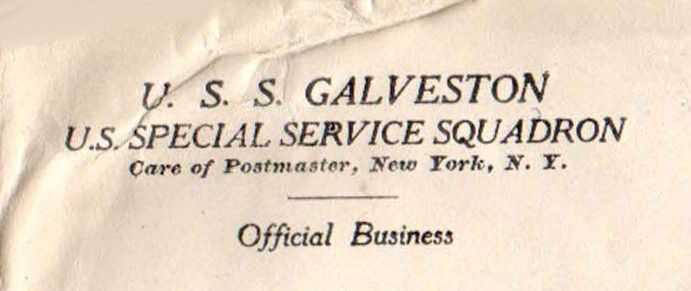 U. S. S. GALVESTON
U.S. SPECIAL SERVICE SQUADRON
Care of Postmaster, New York, N. Y.
Official Business